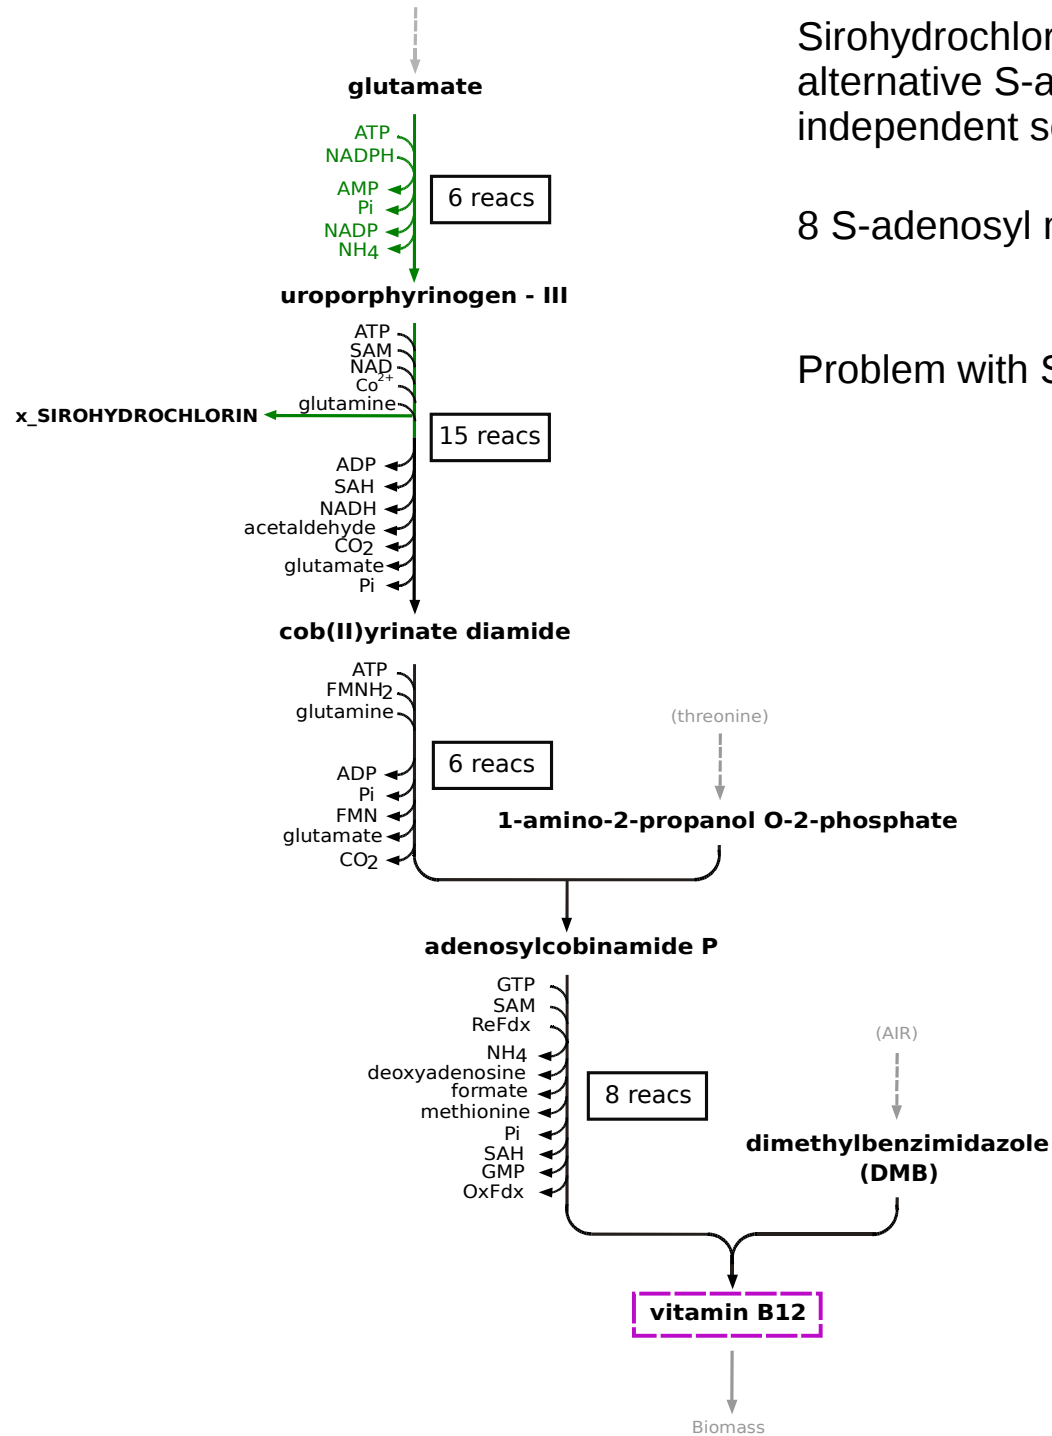 Sirohydrochlor
alternative S-a
independent s
8 S-adenosyl
Problem with S
glutamate
ATP
NADPH
AMP
Pi
NADP
NH4
6 reacs
uroporphyrinogen - III
ATP
SAM
NAD
Co2+
glutamine
x_SIROHYDROCHLORIN
15 reacs
ADP
SAH
NADH
acetaldehyde
CO2
glutamate
Pi
cob(II)yrinate diamide
ATP
FMNH2
glutamine
(threonine)
6 reacs
ADP
Pi
FMN
glutamate
CO2
1-amino-2-propanol O-2-phosphate
adenosylcobinamide P
GTP
SAM
ReFdx
NH4
deoxyadenosine
formate
methionine
Pi
SAH
GMP
OxFdx
8 reacs
(AIR)
dimethylbenzimidazole
(DMB)
vitamin B12
Biomass